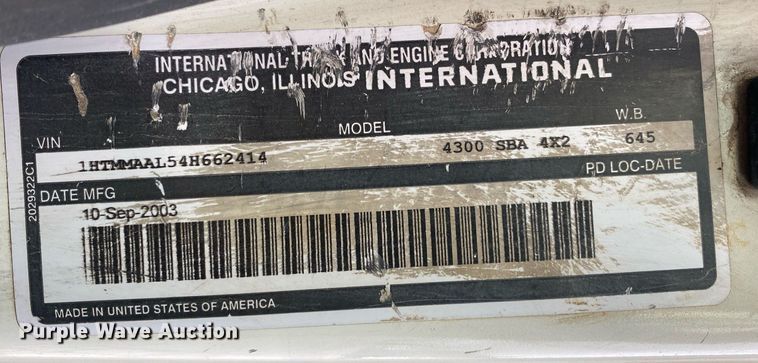 INTERNATIONAL TRUCK AND ENGINE CORPORATION
CHICAGO, ILLINOIS INTERNATIONAL
VIN MODEL W.B.
1HTMMAAL54H662414 4300 SBA 4X2 645
DATE MFG PD LOC-DATE
10-Sep-2003
MADE IN UNITED STATES OF AMERICA
2029322C1
Purple Wave Auction